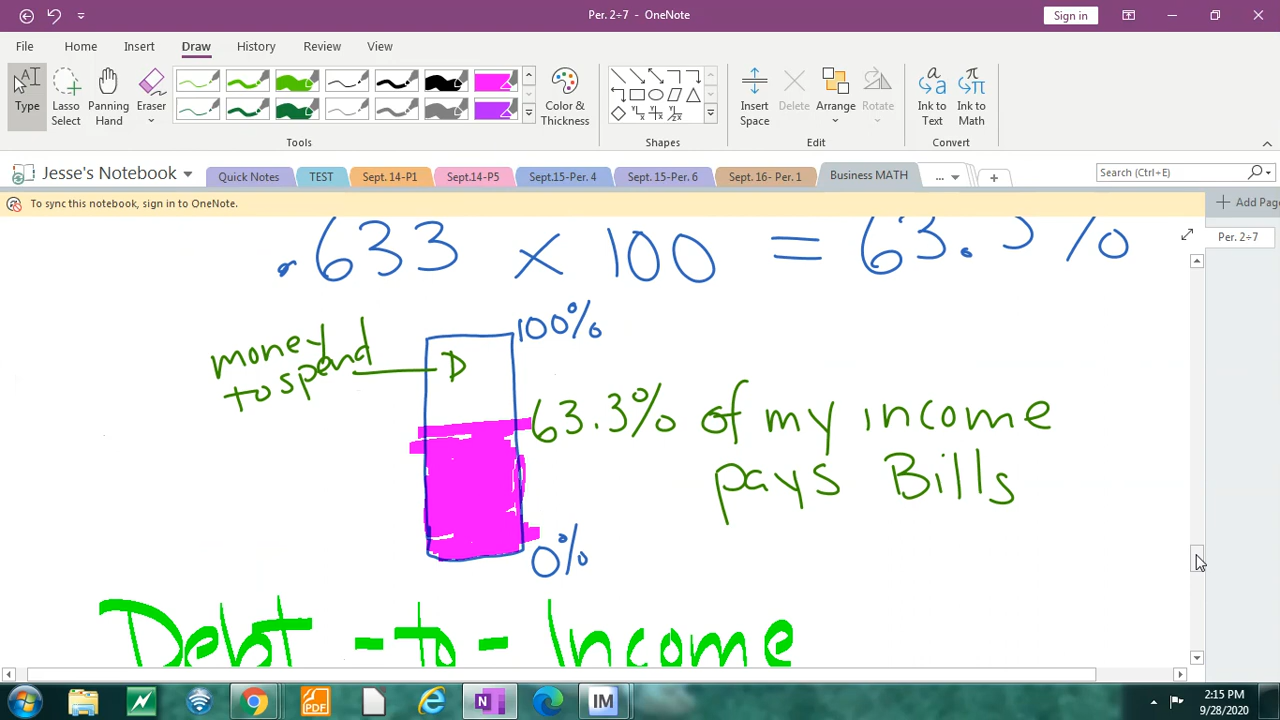 Per. 2÷7 - OneNote
Sign in
File
Home
Insert
Draw
History
Review
View
Type
Lasso Select
Panning Hand
Eraser
Color & Thickness
Insert Space
Delete
Arrange
Rotate
Ink to Text
Ink to Math
Tools
Shapes
Edit
Convert
Jesse's Notebook
Quick Notes
TEST
Sept. 14-P1
Sept.14-P5
Sept.15-Per. 4
Sept. 15-Per. 6
Sept. 16- Per. 1
Business MATH
...
Search (Ctrl+E)
To sync this notebook, sign in to OneNote.
Add Pag
Per. 2÷7
.633 x 100 = 63.3%
100%
money
to spend
D
63.3% of my income
pays Bills
0%
Debt -to- Income
2:15 PM
9/28/2020